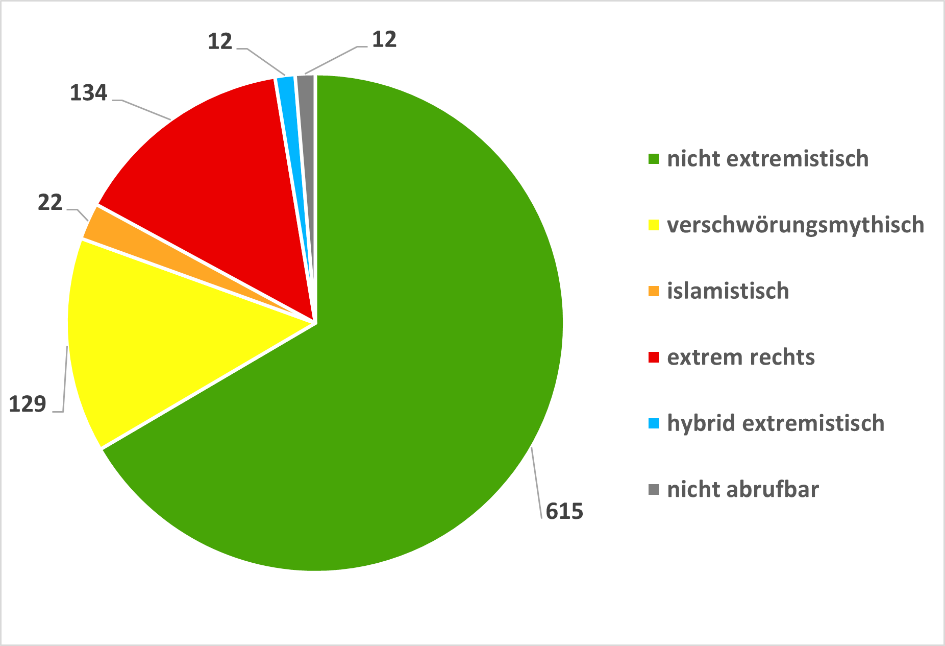 12
12
134
22
129
615
nicht extremistisch
verschwörungsmythisch
islamistisch
extrem rechts
hybrid extremistisch
nicht abrufbar